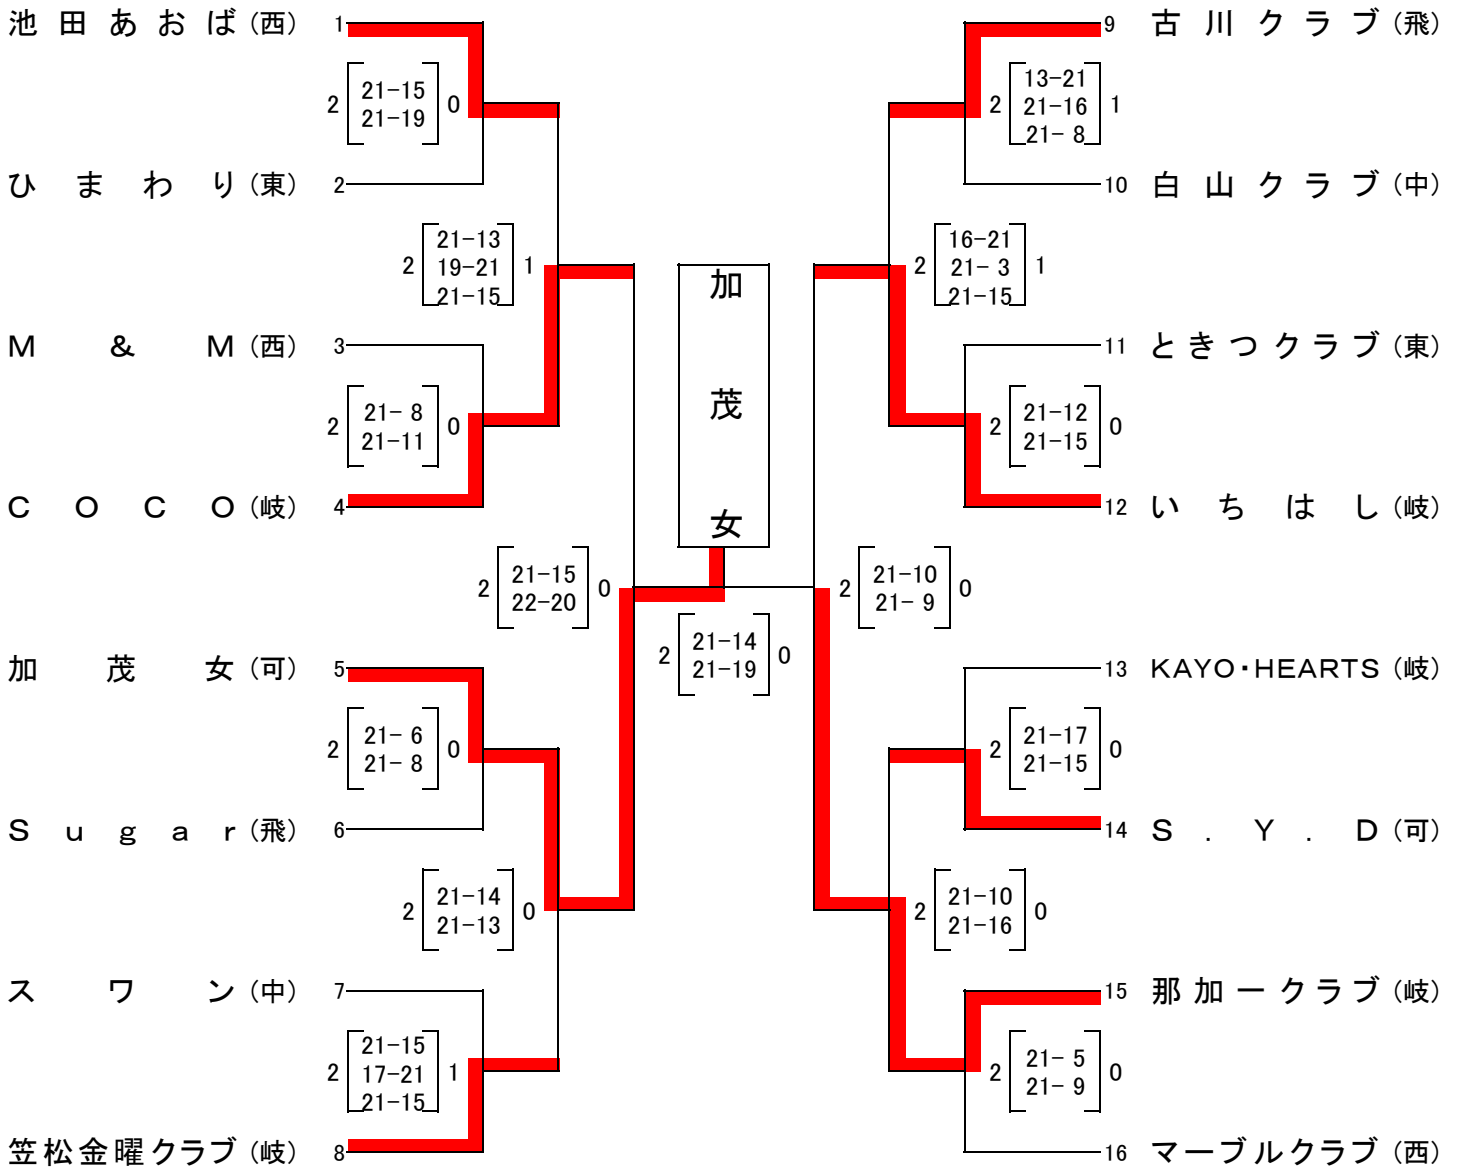 池田あおば（西） 1
2 21-15 0
21-19
ひまわり（東） 2
2 21-13 1
19-21
21-15
M & M（西） 3
2 21- 8 0
21-11
C O C O（岐） 4
2 21-15 0
22-20
加茂女（可） 5
2 21- 6 0
21- 8
Sugar（飛） 6
2 21-14 0
21-13
スワン（中） 7
2 21-15 1
17-21
21-15
笠松金曜クラブ（岐） 8
加
茂
女
2 21-14 0
21-19
9 古川クラブ（飛）
2 13-21 1
21-16
21- 8
10 白山クラブ（中）
2 16-21 1
21- 3
21-15
11 ときつクラブ（東）
2 21-12 0
21-15
12 いちはし（岐）
2 21-10 0
21- 9
13 KAYO・HEARTS（岐）
2 21-17 0
21-15
14 S．Y．D（可）
2 21-10 0
21-16
15 那加一クラブ（岐）
2 21- 5 0
21- 9
16 マーブルクラブ（西）